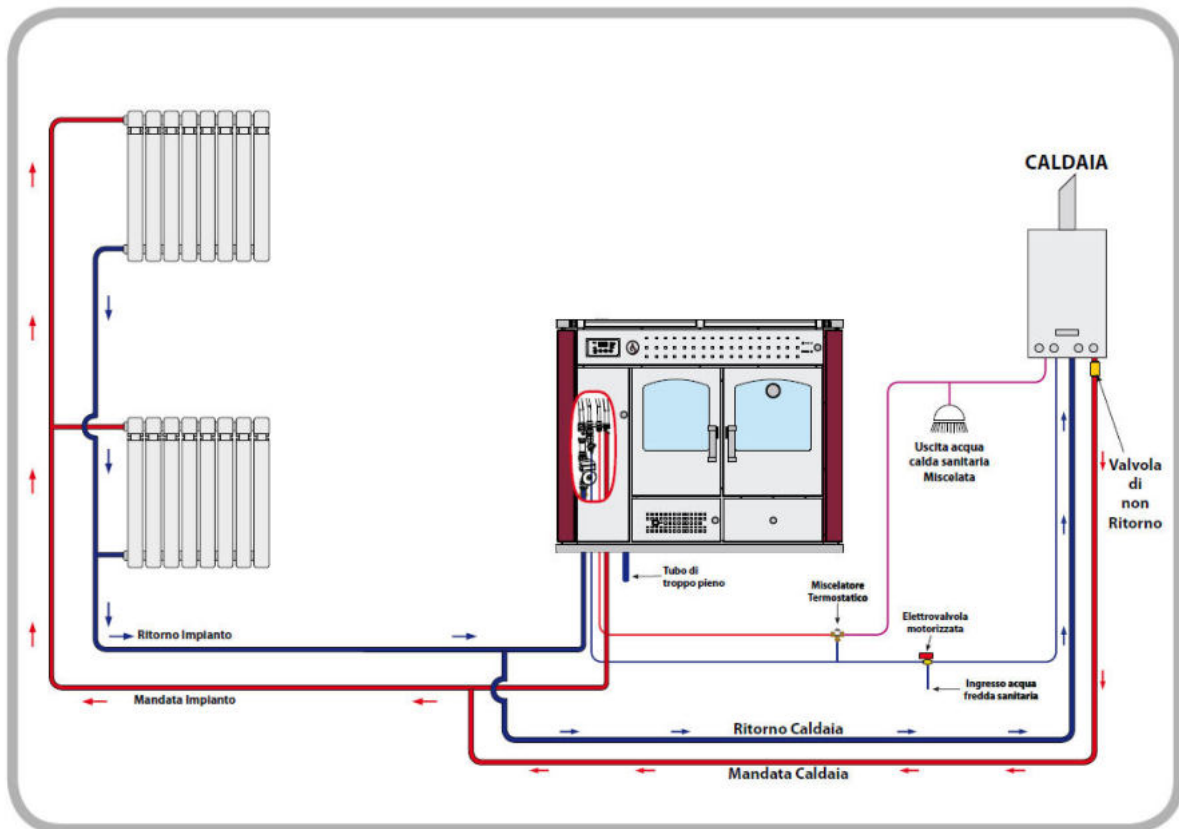 CALDAIA
Uscita acqua
calda sanitaria
Miscelata
Valvola
di
non
Ritorno
Tubo di
troppo pieno
Miscelatore
Termostatico
Elettrovalvola
motorizzata
Ritorno Impianto
Ingresso acqua
fredda sanitaria
Mandata Impianto
Ritorno Caldaia
Mandata Caldaia